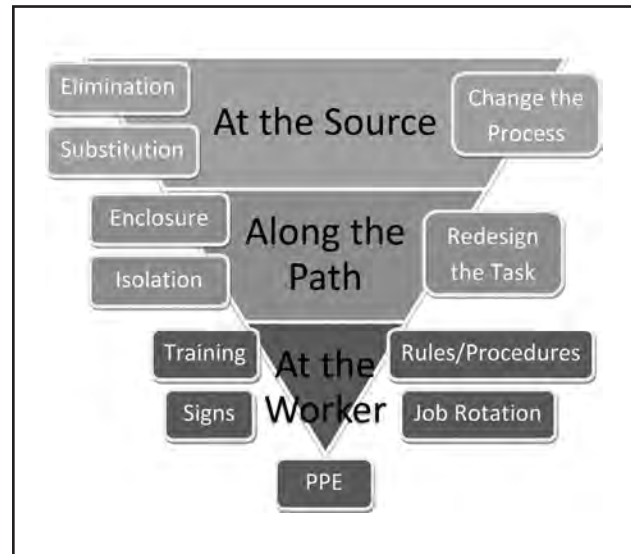 Elimination
At the Source
Change the
Process
Substitution
Enclosure
Along the
Path
Redesign
the Task
Isolation
Training
At the
Worker
Rules/Procedures
Signs
Job Rotation
PPE